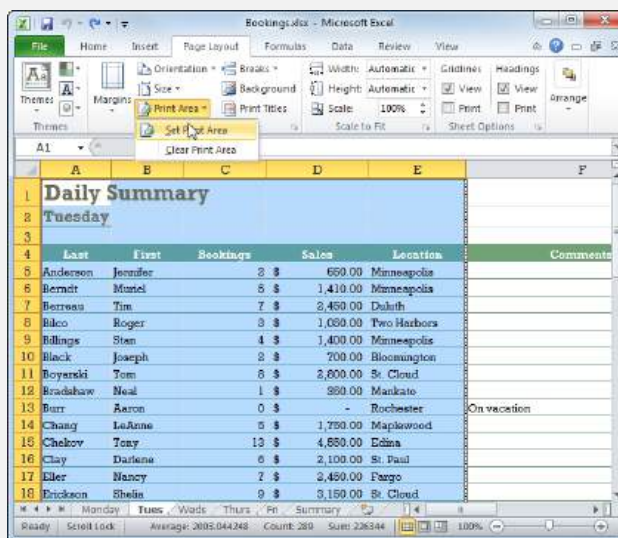 Bookings.xlsx - Microsoft Excel
File Home Insert Page Layout Formulas Data Review View
Themes Margins Orientation Size Print Area Breaks Background Print Titles Width: Automatic Height: Automatic Scale: 100% Gridlines View Print Headings View Print Arrange
Themes Scale to Fit Sheet Options
Set Print Area
Clear Print Area
A1
A B C D E F
1 Daily Summary
2 Tuesday
3
4 Last First Bookings Sales Location Comments
5 Anderson Jennifer 2 $ 650.00 Minneapolis
6 Berndt Muriel 5 $ 1,410.00 Minneapolis
7 Berreau Tim 7 $ 2,450.00 Duluth
8 Bilco Roger 3 $ 1,050.00 Two Harbors
9 Billings Stan 4 $ 1,400.00 Minneapolis
10 Black Joseph 2 $ 700.00 Bloomington
11 Boyarski Tom 8 $ 2,800.00 St. Cloud
12 Bradshaw Neal 1 $ 350.00 Mankato
13 Burr Aaron 0 $ - Rochester On vacation
14 Chang LeAnne 5 $ 1,750.00 Maplewood
15 Chekov Tony 13 $ 4,550.00 Edina
16 Clay Darlene 6 $ 2,100.00 St. Paul
17 Eller Nancy 7 $ 2,450.00 Fargo
18 Erickson Shelia 9 $ 3,150.00 St. Cloud
Monday Tues Weds Thurs Fri Summary
Ready Scroll Lock Average: 2003.044248 Count: 289 Sum: 226344 100%